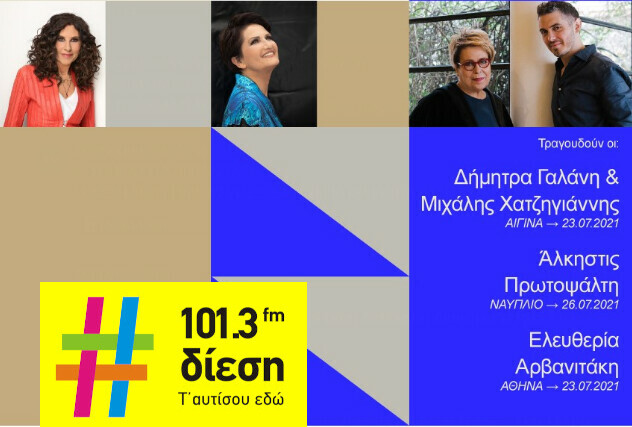 Τραγουδούν οι:
Δήμητρα Γαλάνη &
Μιχάλης Χατζηγιάννης
ΑΙΓΙΝΑ → 23.07.2021
Άλκηστις
Πρωτοψάλτη
ΝΑΥΠΛΙΟ → 26.07.2021
Ελευθερία
Αρβανιτάκη
ΑΘΗΝΑ → 23.07.2021
101.3 fm
δίεση
Τ΄αυτίσου εδώ